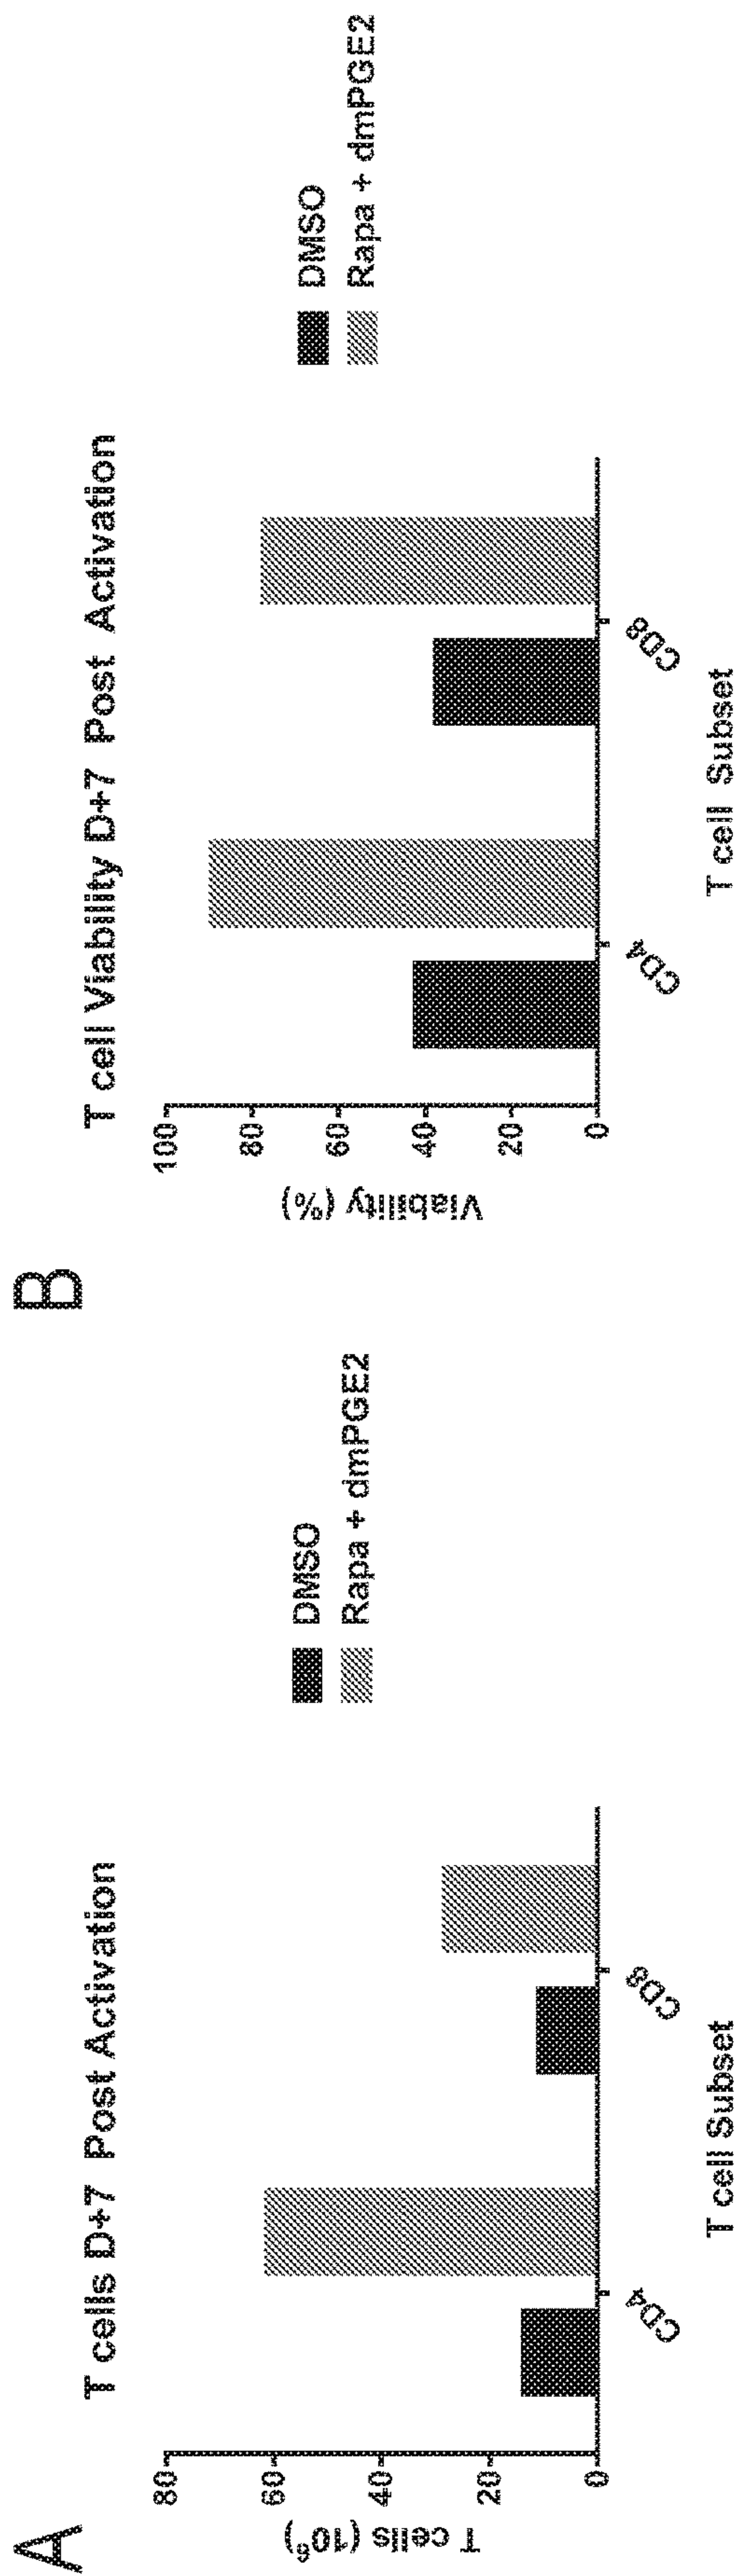 A
T cells D+7 Post Activation
T cells (10⁶)
80
60
40
20
0
CD4
CD8
T cell Subset
DMSO
Rapa + dmPGE2
B
T cell Viability D+7 Post Activation
Viability (%)
100
80
60
40
20
0
CD4
CD8
T cell Subset
DMSO
Rapa + dmPGE2